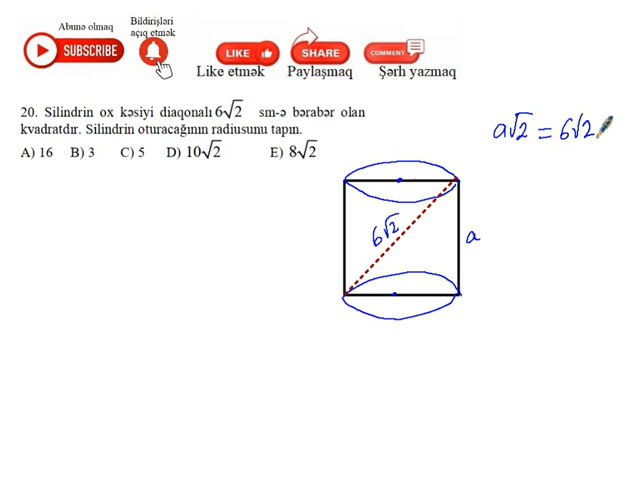 Abunə olmaq
Bildirişləri
açıq etmək
SUBSCRIBE
LIKE
SHARE
COMMENT
Like etmək Paylaşmaq Şərh yazmaq
20. Silindrin ox kəsiyi diaqonalı 6√2 sm-ə bərabər olan
kvadratdır. Silindrin oturacağının radiusunu tapın.
A) 16 B) 3 C) 5 D) 10√2 E) 8√2
a√2 = 6√2
6√2
a